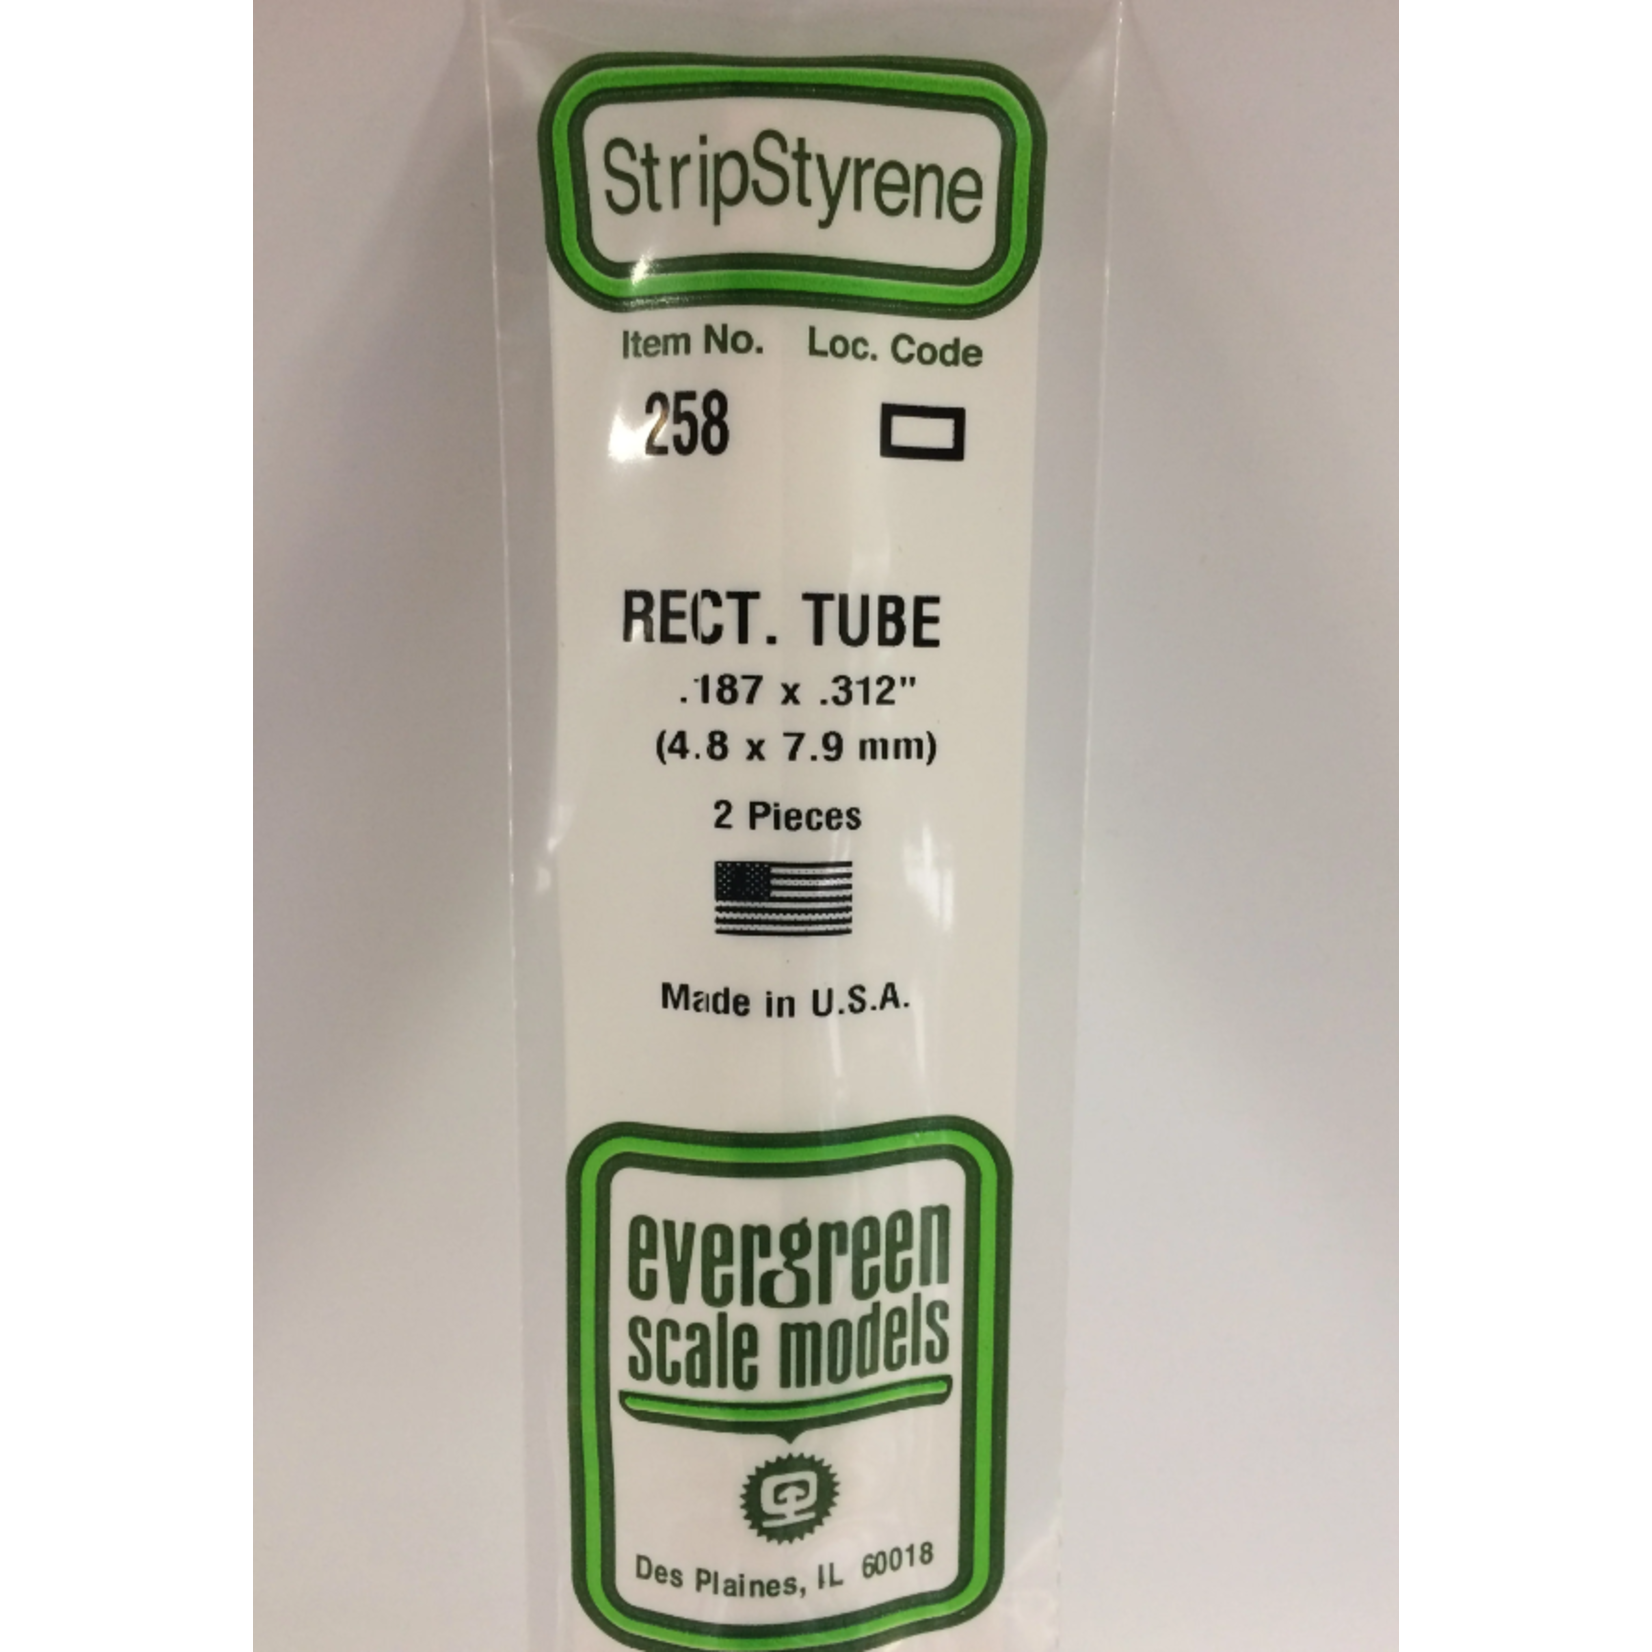 StripStyrene
Item No. Loc. Code
258
RECT. TUBE
.187 x .312"
(4.8 x 7.9 mm)
2 Pieces
Made in U.S.A.
evergreen
scale models
Des Plaines, IL 60018